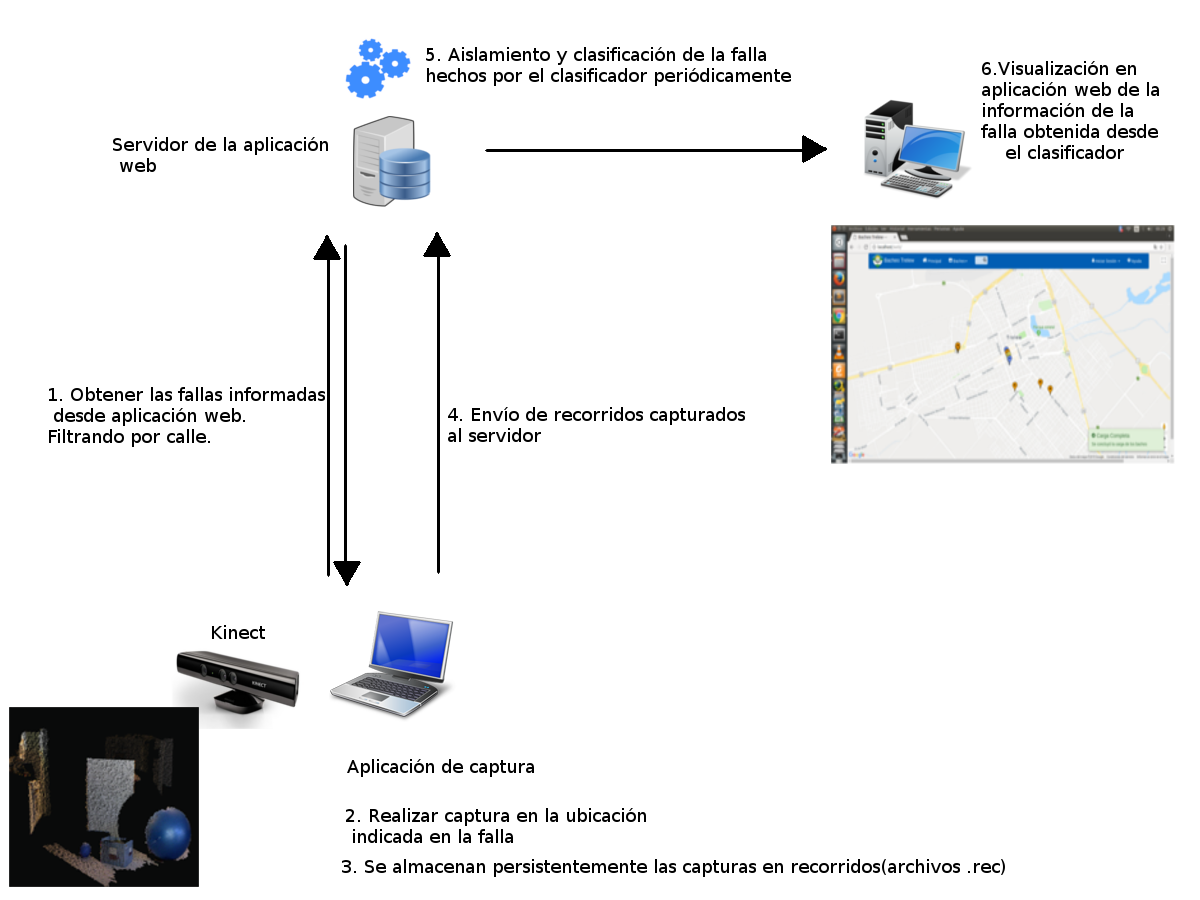 5. Aislamiento y clasificación de la falla
hechos por el clasificador periódicamente
6.Visualización en
aplicación web de la
información de la
falla obtenida desde
el clasificador
Servidor de la aplicación
web
1. Obtener las fallas informadas
desde aplicación web.
Filtrando por calle.
4. Envío de recorridos capturados
al servidor
Kinect
KINECT
Aplicación de captura
2. Realizar captura en la ubicación
indicada en la falla
3. Se almacenan persistentemente las capturas en recorridos(archivos .rec)